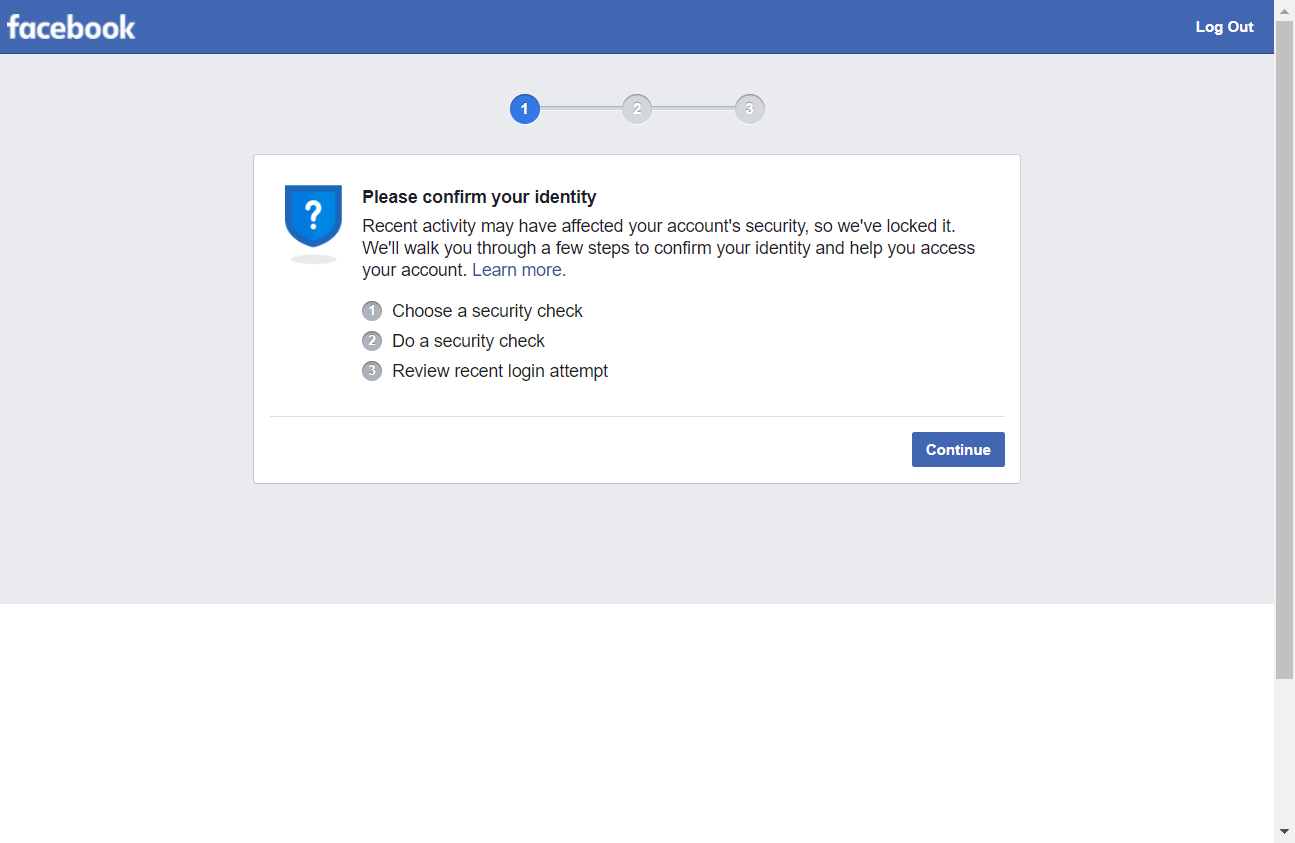 facebook
Log Out
1 2 3
?
Please confirm your identity
Recent activity may have affected your account's security, so we've locked it.
We'll walk you through a few steps to confirm your identity and help you access
your account. Learn more.
1 Choose a security check
2 Do a security check
3 Review recent login attempt
Continue